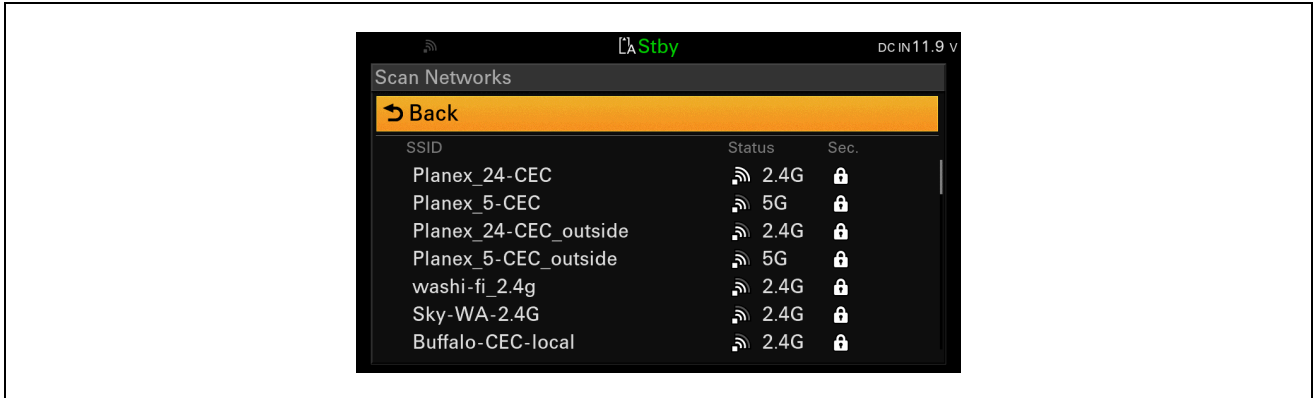 Stby DC IN 11.9 V
Scan Networks
Back
SSID Status Sec.
Planex_24-CEC 2.4G
Planex_5-CEC 5G
Planex_24-CEC_outside 2.4G
Planex_5-CEC_outside 5G
washi-fi_2.4g 2.4G
Sky-WA-2.4G 2.4G
Buffalo-CEC-local 2.4G